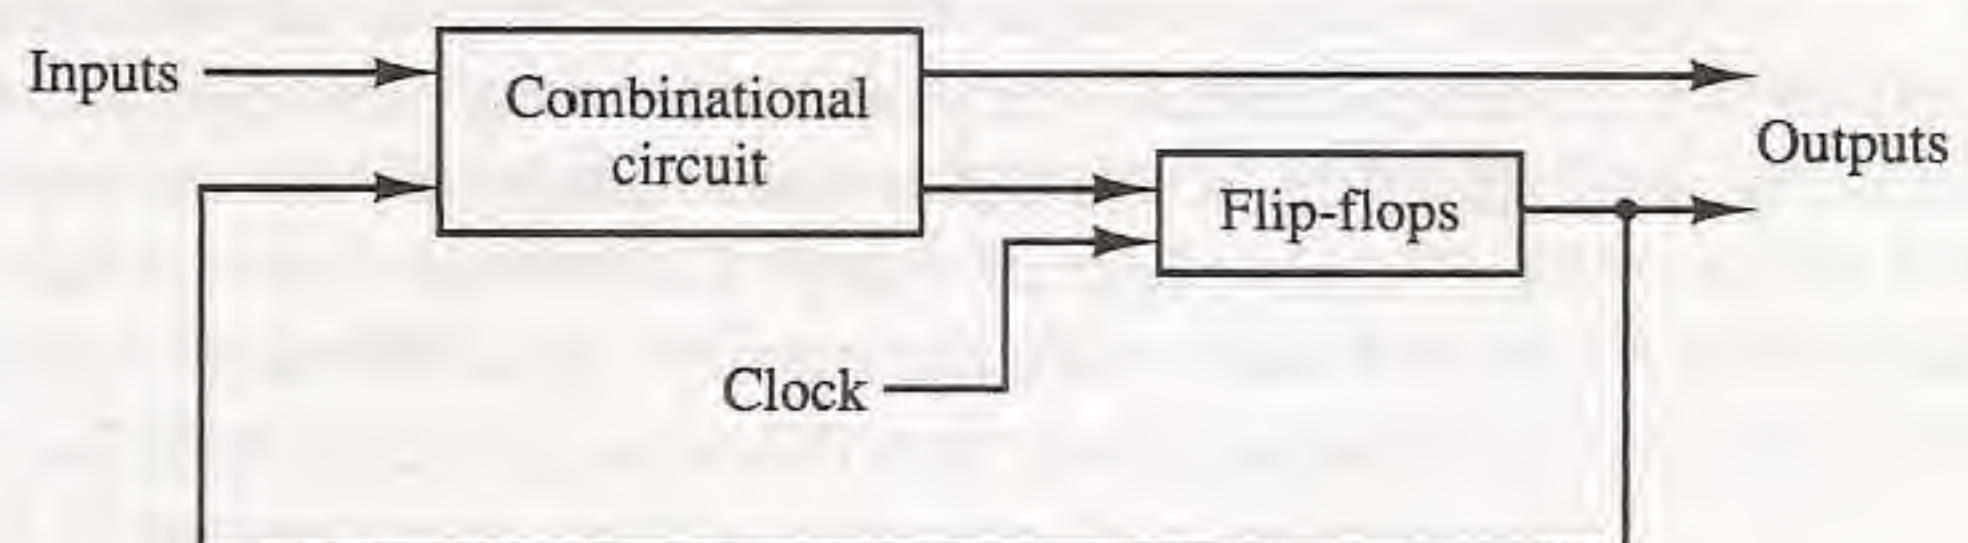 Inputs
Combinational
circuit
Outputs
Flip-flops
Clock